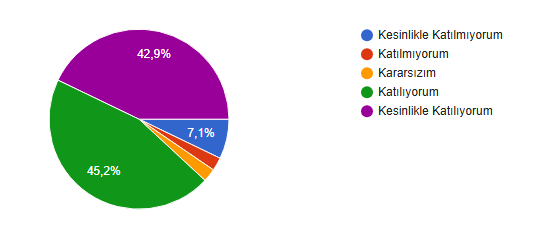 42,9%
7,1%
45,2%
Kesinlikle Katılmıyorum
Katılmıyorum
Kararsızım
Katılıyorum
Kesinlikle Katılıyorum